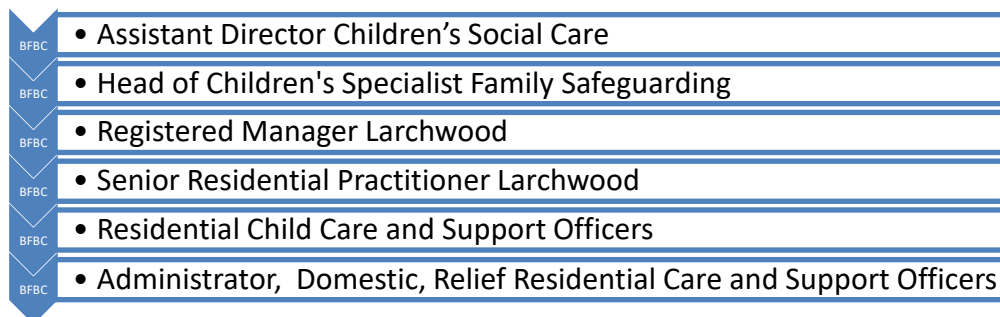 BFBC • Assistant Director Children’s Social Care
BFBC • Head of Children's Specialist Family Safeguarding
BFBC • Registered Manager Larchwood
BFBC • Senior Residential Practitioner Larchwood
BFBC • Residential Child Care and Support Officers
BFBC • Administrator, Domestic, Relief Residential Care and Support Officers